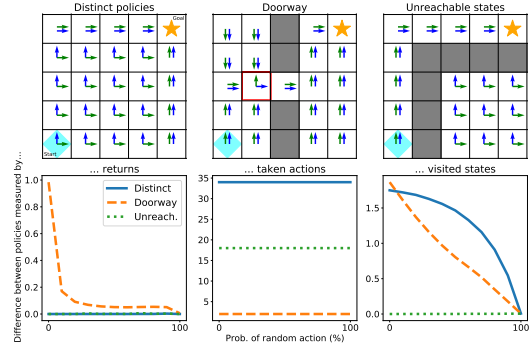 Distinct policies
Doorway
Unreachable states
Goal
Start
... returns
... taken actions
... visited states
Difference between policies measured by...
1.0
0.8
0.6
0.4
0.2
0.0
0
100
Distinct
Doorway
Unreach.
35
30
25
20
15
10
5
0
100
Prob. of random action (%)
1.5
1.0
0.5
0.0
0
100